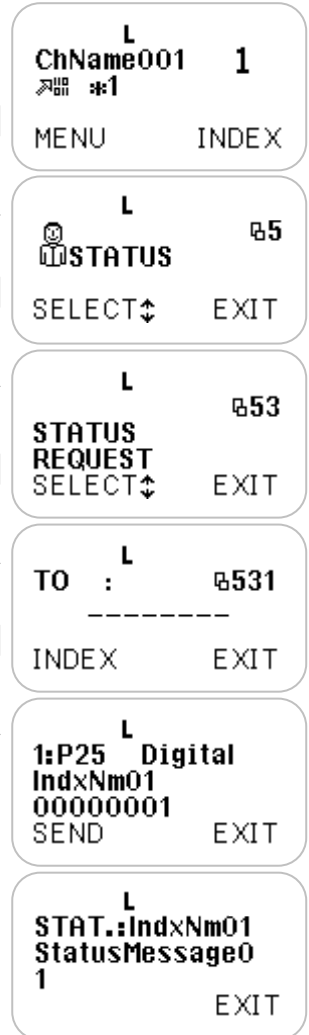 L
ChName001 1
*1
MENU INDEX
L
5
STATUS
SELECT↕ EXIT
L
53
STATUS
REQUEST
SELECT↕ EXIT
L
TO : 531
--------
INDEX EXIT
L
1:P25 Digital
IndxNm01
00000001
SEND EXIT
L
STAT.:IndxNm01
StatusMessage0
1
EXIT